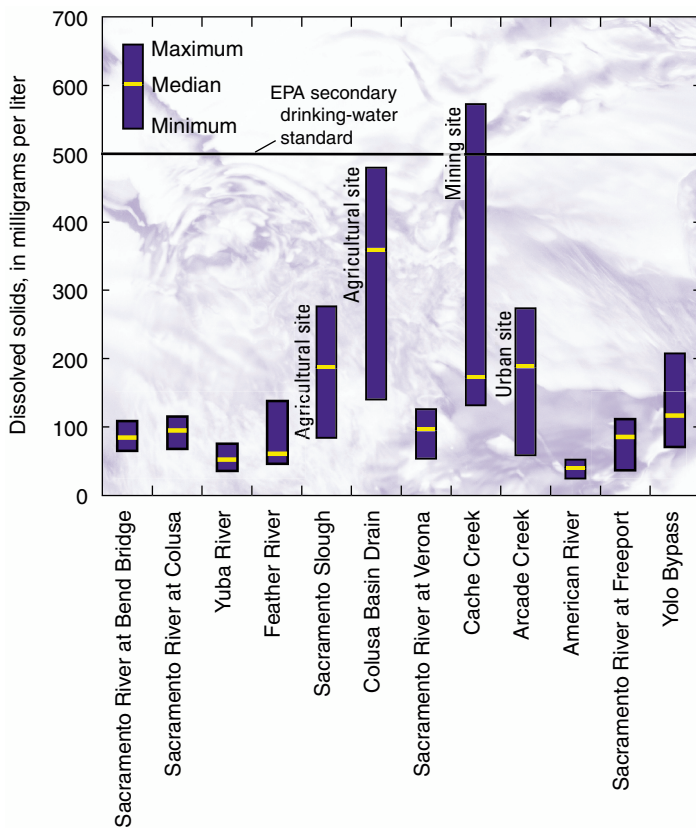 Dissolved solids, in milligrams per liter
700
600
500
400
300
200
100
0
Maximum
Median
Minimum
EPA secondary
drinking-water
standard
Agricultural site
Agricultural site
Mining site
Urban site
Sacramento River at Bend Bridge
Sacramento River at Colusa
Yuba River
Feather River
Sacramento Slough
Colusa Basin Drain
Sacramento River at Verona
Cache Creek
Arcade Creek
American River
Sacramento River at Freeport
Yolo Bypass